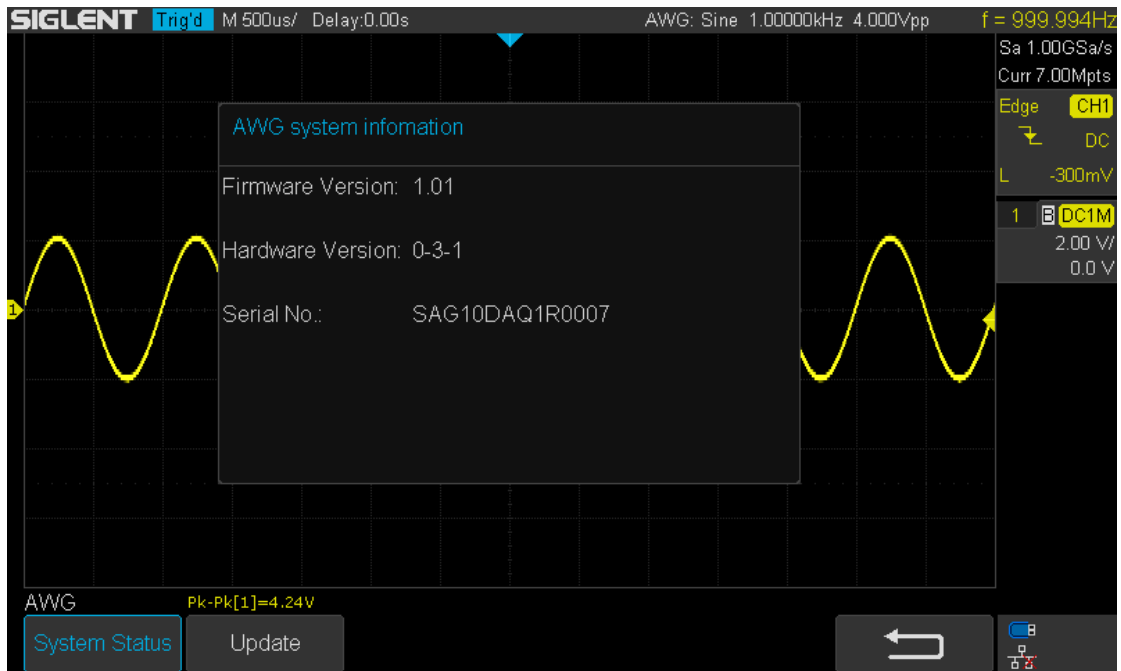 SIGLENT Trig'd M 500us/ Delay:0.00s AWG: Sine 1.00000kHz 4.000Vpp f = 999.994Hz
Sa 1.00GSa/s
Curr 7.00Mpts
Edge CH1
DC
L -300mV
1 B DC1M
2.00 V/
0.0 V
1
AWG system infomation
Firmware Version: 1.01
Hardware Version: 0-3-1
Serial No.: SAG10DAQ1R0007
AWG Pk-Pk[1]=4.24V
System Status Update